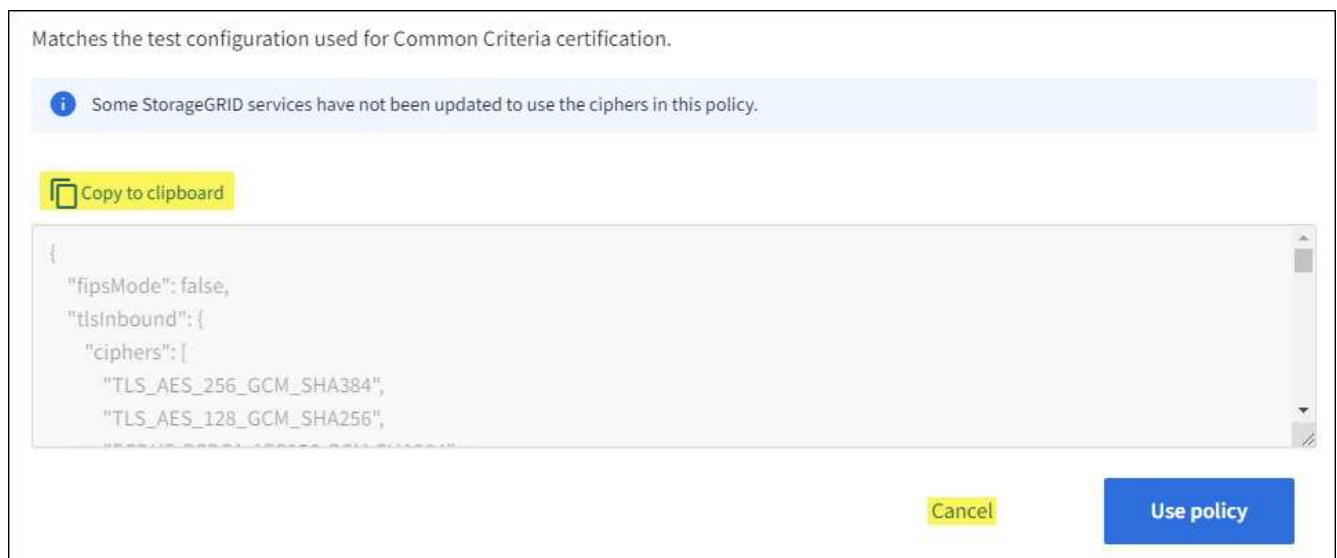 Matches the test configuration used for Common Criteria certification.
Some StorageGRID services have not been updated to use the ciphers in this policy.
Copy to clipboard
{
"fipsMode": false,
"tlsInbound": {
"ciphers": [
"TLS_AES_256_GCM_SHA384",
"TLS_AES_128_GCM_SHA256",
Cancel
Use policy